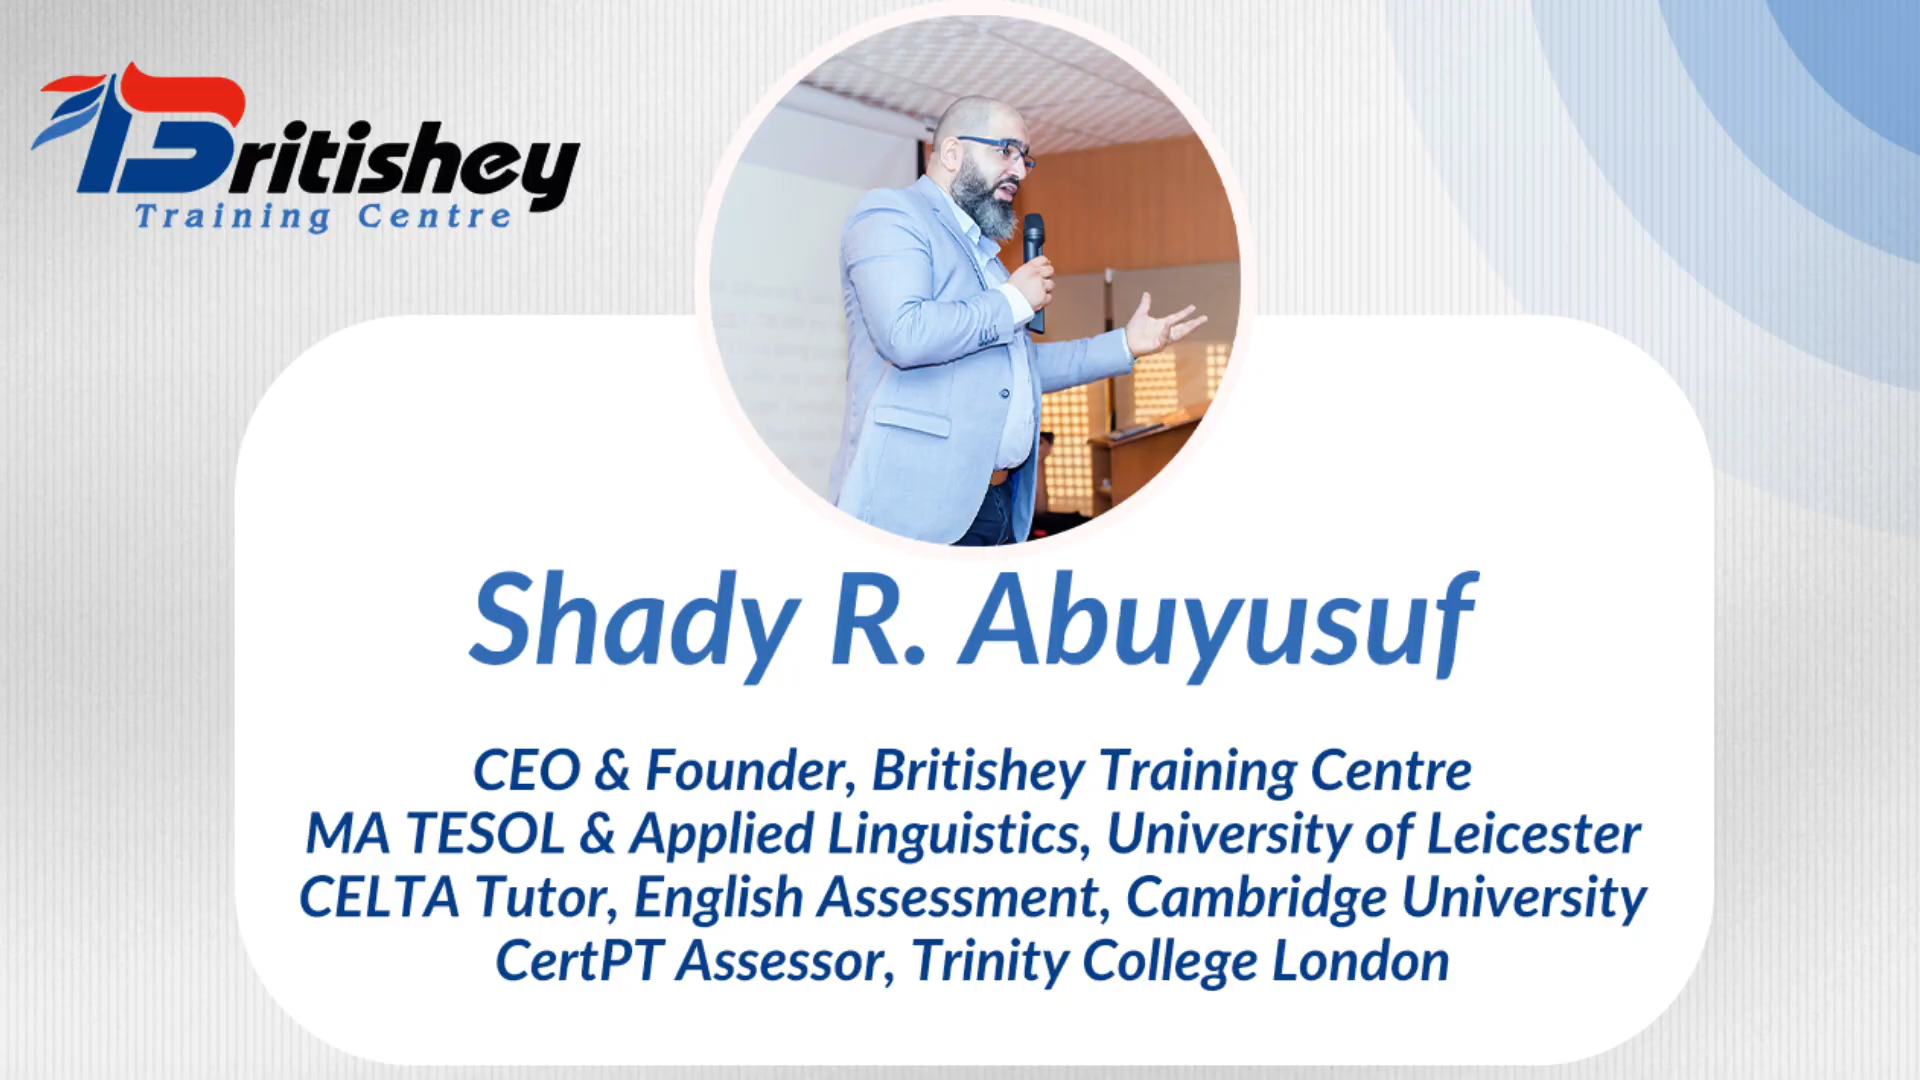 Britishey
Training Centre
Shady R. Abuyusuf
CEO & Founder, Britishey Training Centre
MA TESOL & Applied Linguistics, University of Leicester
CELTA Tutor, English Assessment, Cambridge University
CertPT Assessor, Trinity College London